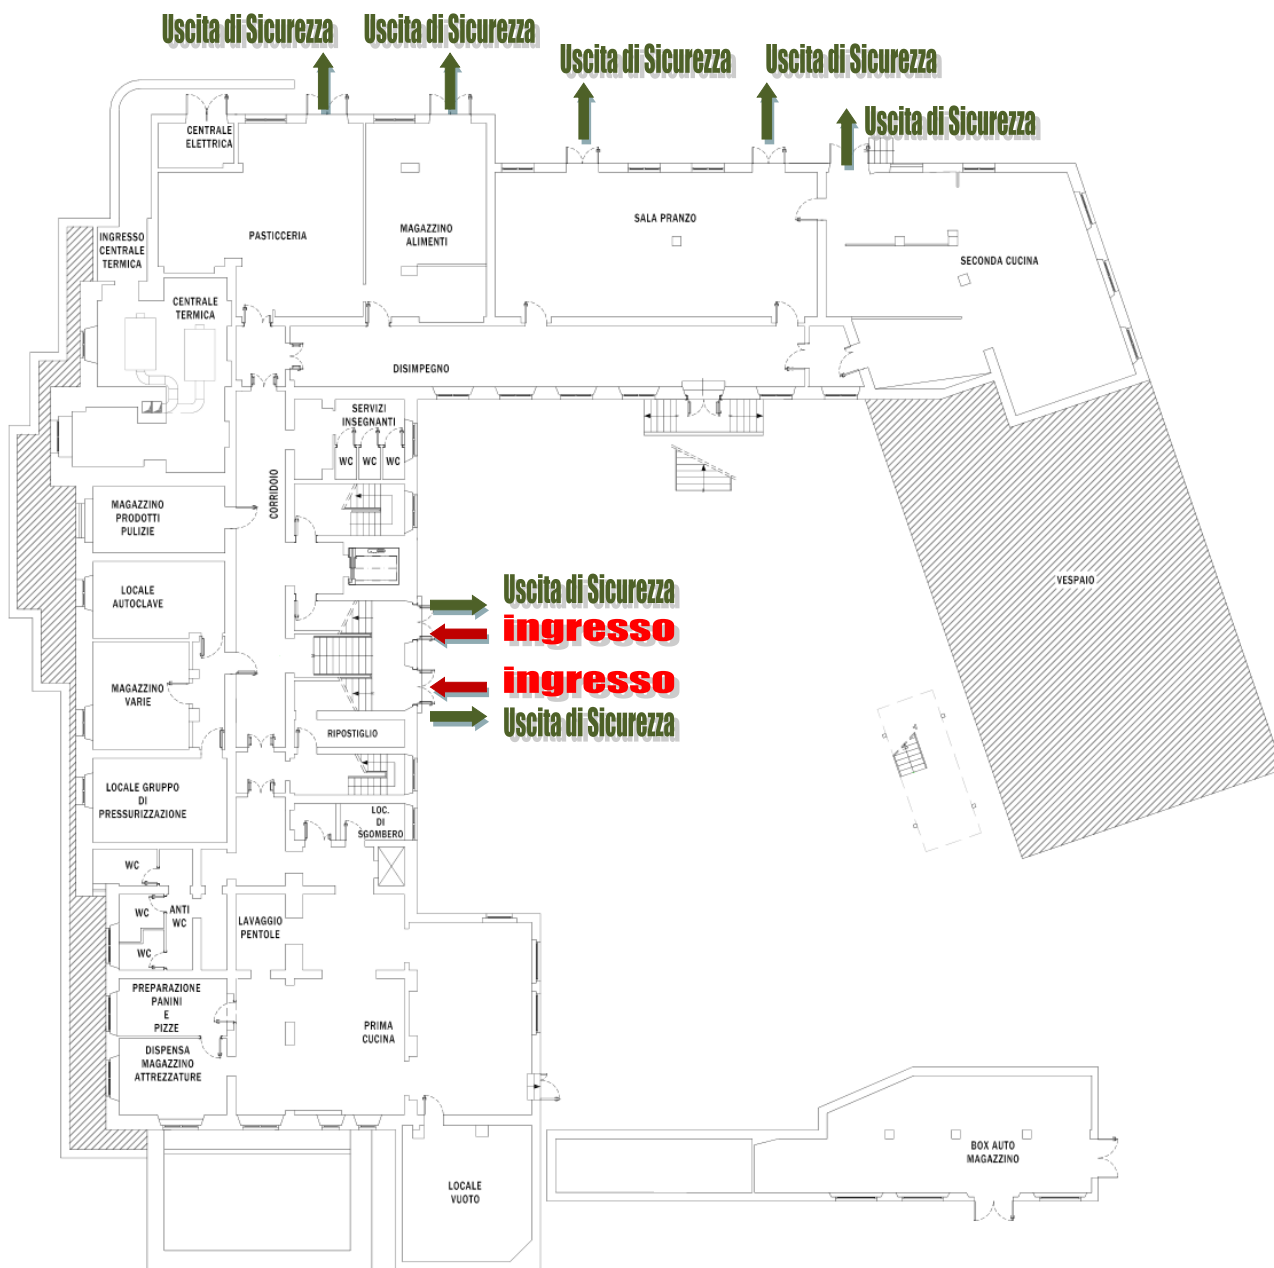 Uscita di Sicurezza
Uscita di Sicurezza
Uscita di Sicurezza
Uscita di Sicurezza
Uscita di Sicurezza
CENTRALE
ELETTRICA
PASTICCERIA
MAGAZZINO
ALIMENTI
SALA PRANZO
SECONDA CUCINA
INGRESSO
CENTRALE
TERMICA
CENTRALE
TERMICA
DISIMPEGNO
SERVIZI
INSEGNANTI
WC
WC
WC
CORRIDOIO
MAGAZZINO
PRODOTTI
PULIZIE
LOCALE
AUTOCLAVE
VESPAIO
Uscita di Sicurezza
ingresso
ingresso
Uscita di Sicurezza
MAGAZZINO
VARIE
RIPOSTIGLIO
LOCALE GRUPPO
DI
PRESSURIZZAZIONE
LOC.
DI
SGOMBERO
WC
WC
ANTI
WC
WC
LAVAGGIO
PENTOLE
PREPARAZIONE
PANINI
E
PIZZE
PRIMA
CUCINA
DISPENSA
MAGAZZINO
ATTREZZATURE
LOCALE
VUOTO
BOX AUTO
MAGAZZINO